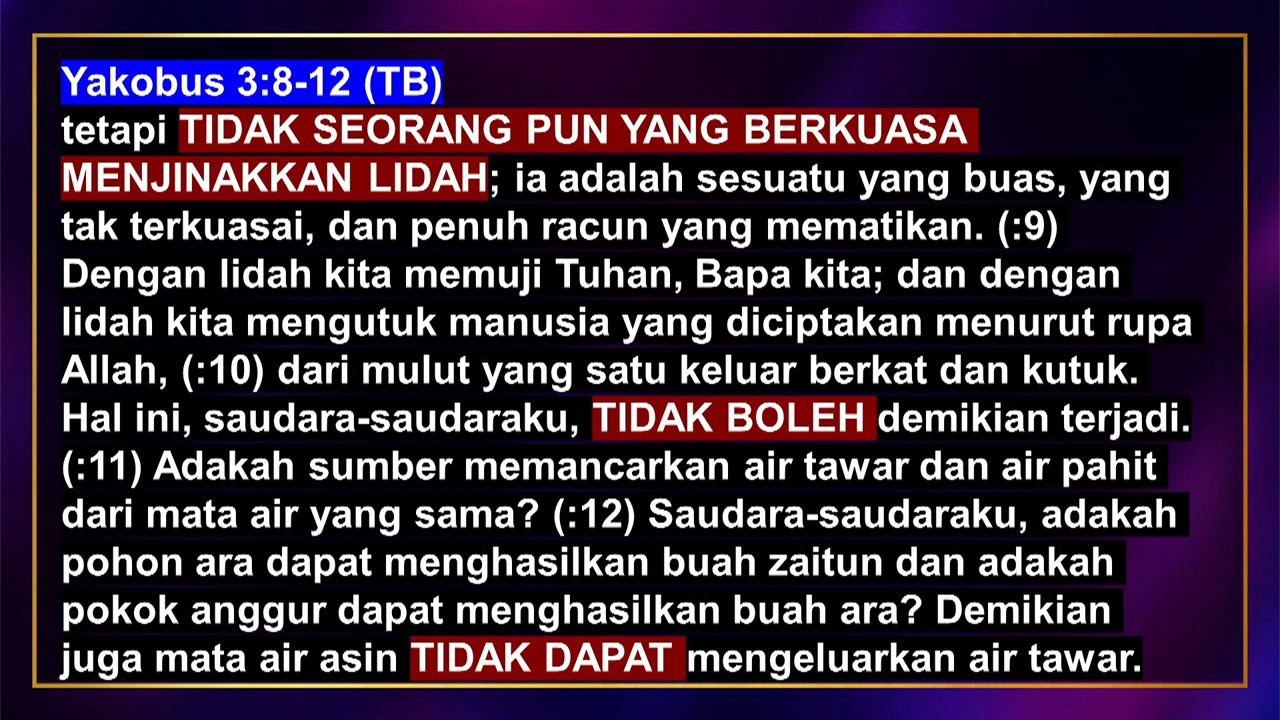 Yakobus 3:8-12 (TB)
tetapi TIDAK SEORANG PUN YANG BERKUASA
MENJINAKKAN LIDAH; ia adalah sesuatu yang buas, yang
tak terkuasai, dan penuh racun yang mematikan. (:9)
Dengan lidah kita memuji Tuhan, Bapa kita; dan dengan
lidah kita mengutuk manusia yang diciptakan menurut rupa
Allah, (:10) dari mulut yang satu keluar berkat dan kutuk.
Hal ini, saudara-saudaraku, TIDAK BOLEH demikian terjadi.
(:11) Adakah sumber memancarkan air tawar dan air pahit
dari mata air yang sama? (:12) Saudara-saudaraku, adakah
pohon ara dapat menghasilkan buah zaitun dan adakah
pokok anggur dapat menghasilkan buah ara? Demikian
juga mata air asin TIDAK DAPAT mengeluarkan air tawar.